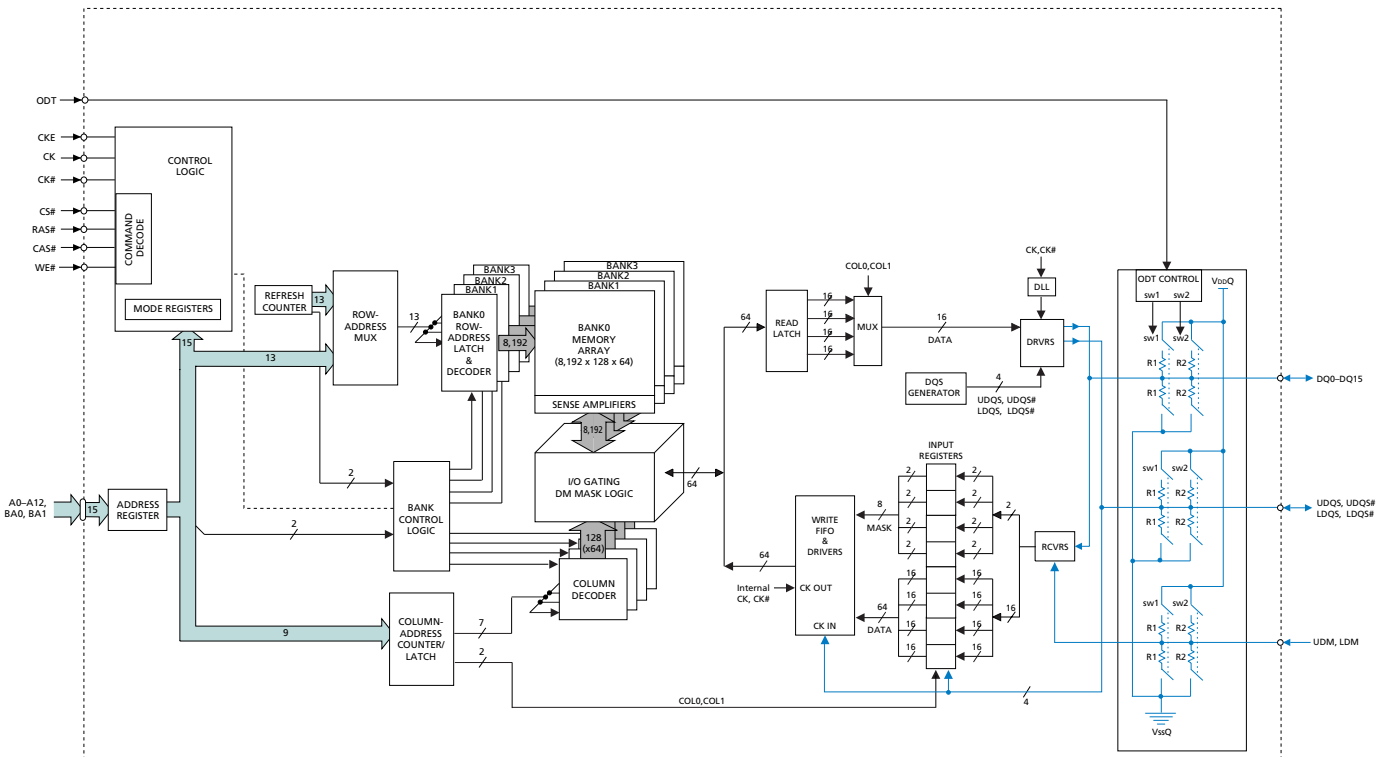 ODT
CKE
CK
CK#
CS#
RAS#
CAS#
WE#
CONTROL
LOGIC
COMMAND
DECODE
MODE REGISTERS
15
13
REFRESH
COUNTER
13
ROW-
ADDRESS
MUX
13
BANK3
BANK2
BANK1
BANK0
ROW-
ADDRESS
LATCH
&
DECODER
8,192
BANK3
BANK2
BANK1
BANK0
MEMORY
ARRAY
(8,192 x 128 x 64)
SENSE AMPLIFIERS
8,192
I/O GATING
DM MASK LOGIC
64
128
(x64)
COLUMN
DECODER
2
2
BANK
CONTROL
LOGIC
A0–A12,
BA0, BA1
15
ADDRESS
REGISTER
9
COLUMN-
ADDRESS
COUNTER/
LATCH
7
2
COL0,COL1
64
READ
LATCH
16
16
16
16
COL0,COL1
MUX
16
DATA
CK,CK#
DLL
DRVRS
DQS
GENERATOR
4
UDQS, UDQS#
LDQS, LDQS#
INPUT
REGISTERS
64
WRITE
FIFO
&
DRIVERS
Internal
CK, CK#
CK OUT
CK IN
8
MASK
64
DATA
2
2
2
2
2
2
2
2
16
16
16
16
16
16
16
16
2
16
RCVRS
4
ODT CONTROL
sw1 sw2
VDDQ
sw1 sw2
R1 R2
R1 R2
sw1 sw2
R1 R2
R1 R2
sw1 sw2
R1 R2
R1 R2
VssQ
DQ0–DQ15
UDQS, UDQS#
LDQS, LDQS#
UDM, LDM